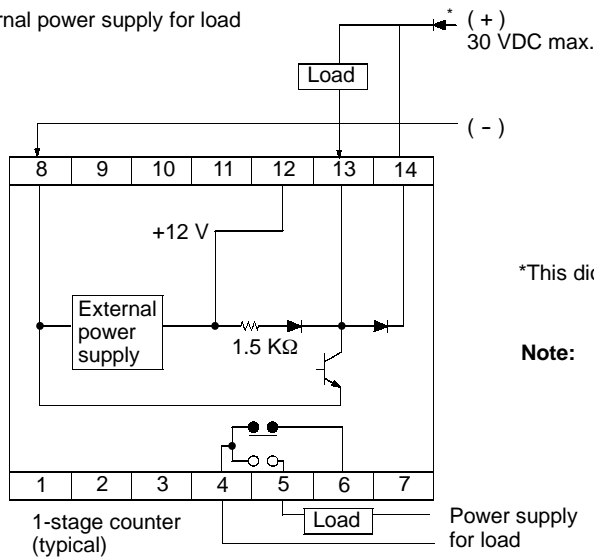 rnal power supply for load
*
( + )
30 VDC max.
Load
( - )
8 9 10 11 12 13 14
+12 V
External
power
supply
1.5 KΩ
*This dio
Note:
1 2 3 4 5 6 7
1-stage counter
(typical)
Load
Power supply
for load